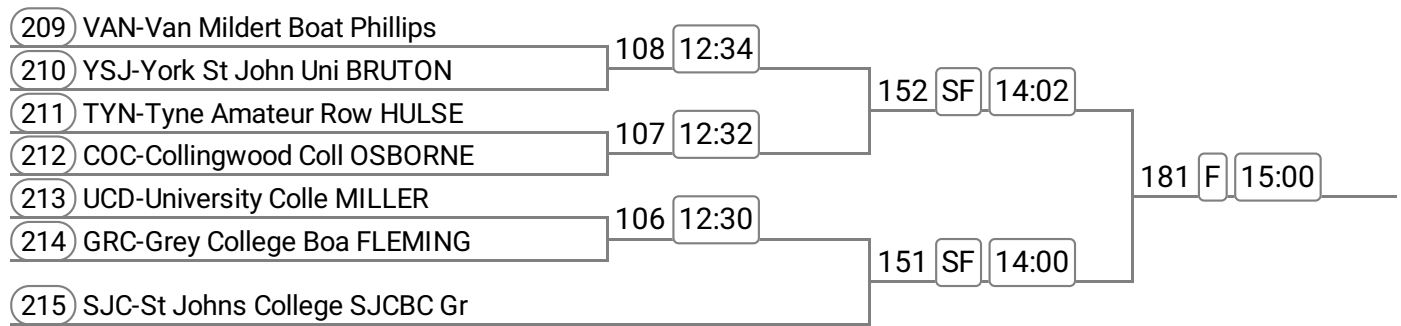 209 VAN-Van Mildert Boat Phillips
108 12:34
210 YSJ-York St John Uni BRUTON
152 SF 14:02
211 TYN-Tyne Amateur Row HULSE
107 12:32
212 COC-Collingwood Coll OSBORNE
181 F 15:00
213 UCD-University Colle MILLER
106 12:30
214 GRC-Grey College Boa FLEMING
151 SF 14:00
215 SJC-St Johns College SJCBC Gr